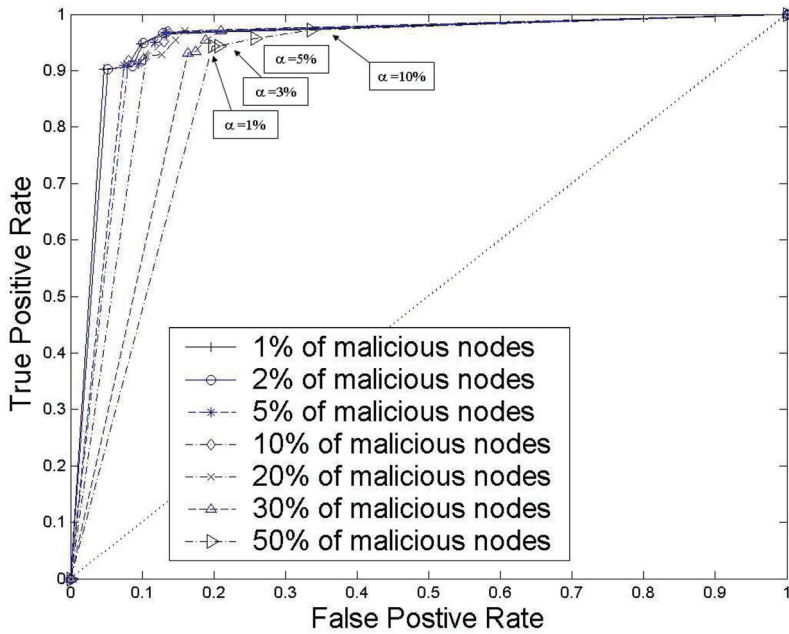 1
0.9
0.8
0.7
0.6
0.5
0.4
0.3
0.2
0.1
0
True Positive Rate
α =5%
α =3%
α =10%
α =1%
1% of malicious nodes
2% of malicious nodes
5% of malicious nodes
10% of malicious nodes
20% of malicious nodes
30% of malicious nodes
50% of malicious nodes
0 0.1 0.2 0.3 0.4 0.5 0.6 0.7 0.8 0.9 1
False Postive Rate